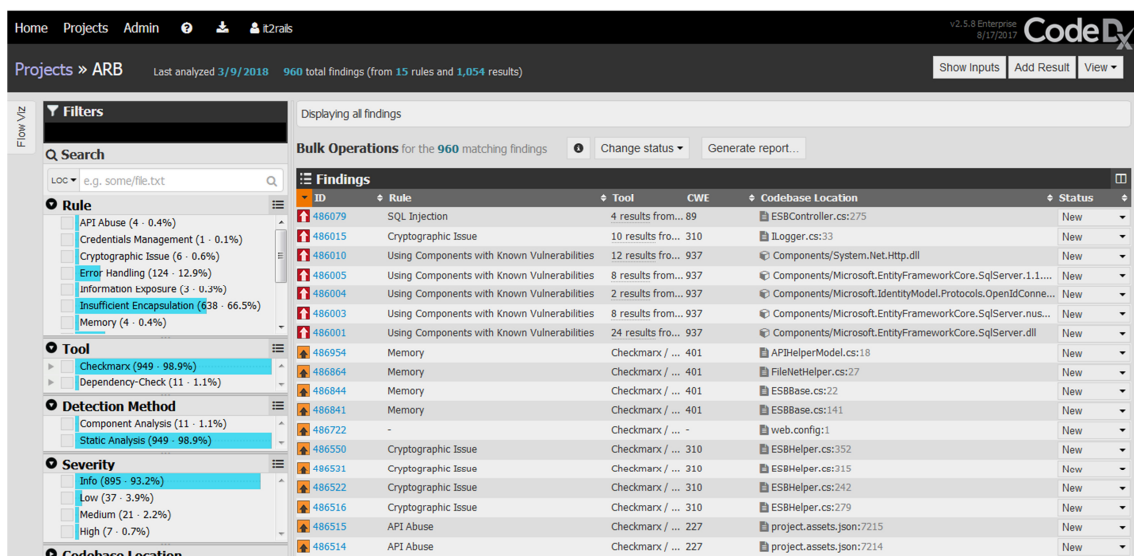 Home Projects Admin ? it2rails
v2.5.8 Enterprise
8/17/2017
Code Dx
Projects » ARB Last analyzed 3/9/2018 960 total findings (from 15 rules and 1,054 results)
Show Inputs Add Result View
Flow Viz
Filters
Search
LOC e.g. some/file.txt
Rule
API Abuse (4 · 0.4%)
Credentials Management (1 · 0.1%)
Cryptographic Issue (6 · 0.6%)
Error Handling (124 · 12.9%)
Information Exposure (3 · 0.3%)
Insufficient Encapsulation (638 · 66.5%)
Memory (4 · 0.4%)
Tool
Checkmarx (949 · 98.9%)
Dependency-Check (11 · 1.1%)
Detection Method
Component Analysis (11 · 1.1%)
Static Analysis (949 · 98.9%)
Severity
Info (895 · 93.2%)
Low (37 · 3.9%)
Medium (21 · 2.2%)
High (7 · 0.7%)
Codebase Location
Displaying all findings
Bulk Operations for the 960 matching findings Change status Generate report...
Findings
ID Rule Tool CWE Codebase Location Status
486079 SQL Injection 4 results from... 89 ESBController.cs:275 New
486015 Cryptographic Issue 10 results fro... 310 ILogger.cs:33 New
486010 Using Components with Known Vulnerabilities 12 results fro... 937 Components/System.Net.Http.dll New
486005 Using Components with Known Vulnerabilities 8 results from... 937 Components/Microsoft.EntityFrameworkCore.SqlServer.1.1.... New
486004 Using Components with Known Vulnerabilities 2 results from... 937 Components/Microsoft.IdentityModel.Protocols.OpenIdConne... New
486003 Using Components with Known Vulnerabilities 8 results from... 937 Components/Microsoft.EntityFrameworkCore.SqlServer.nus... New
486001 Using Components with Known Vulnerabilities 24 results fro... 937 Components/Microsoft.EntityFrameworkCore.SqlServer.dll New
486954 Memory Checkmarx / ... 401 APIHelperModel.cs:18 New
486864 Memory Checkmarx / ... 401 FileNetHelper.cs:27 New
486844 Memory Checkmarx / ... 401 ESBBase.cs:22 New
486841 Memory Checkmarx / ... 401 ESBBase.cs:141 New
486722 - Checkmarx / ... - web.config:1 New
486550 Cryptographic Issue Checkmarx / ... 310 ESBHelper.cs:352 New
486531 Cryptographic Issue Checkmarx / ... 310 ESBHelper.cs:315 New
486522 Cryptographic Issue Checkmarx / ... 310 ESBHelper.cs:242 New
486516 Cryptographic Issue Checkmarx / ... 310 ESBHelper.cs:279 New
486515 API Abuse Checkmarx / ... 227 project.assets.json:7215 New
486514 API Abuse Checkmarx / ... 227 project.assets.json:7214 New